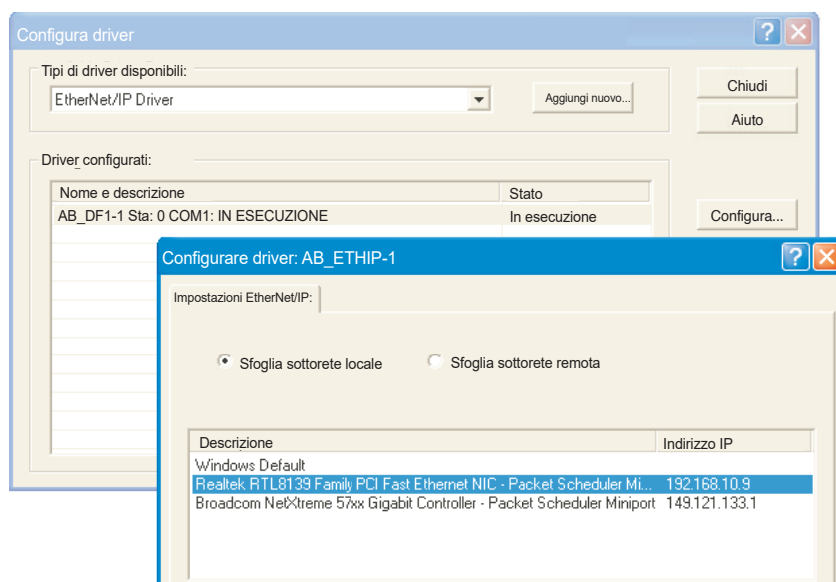 Configura driver
Tipi di driver disponibili:
EtherNet/IP Driver
Aggiungi nuovo...
Chiudi
Aiuto
Driver configurati:
Nome e descrizione Stato
AB_DF1-1 Sta: 0 COM1: IN ESECUZIONE In esecuzione
Configura...
Configurare driver: AB_ETHIP-1
Impostazioni EtherNet/IP:
Sfoglia sottorete locale Sfoglia sottorete remota
Descrizione Indirizzo IP
Windows Default
Realtek RTL8139 Family PCI Fast Ethernet NIC - Packet Scheduler Mi... 192.168.10.9
Broadcom NetXtreme 57xx Gigabit Controller - Packet Scheduler Miniport 149.121.133.1